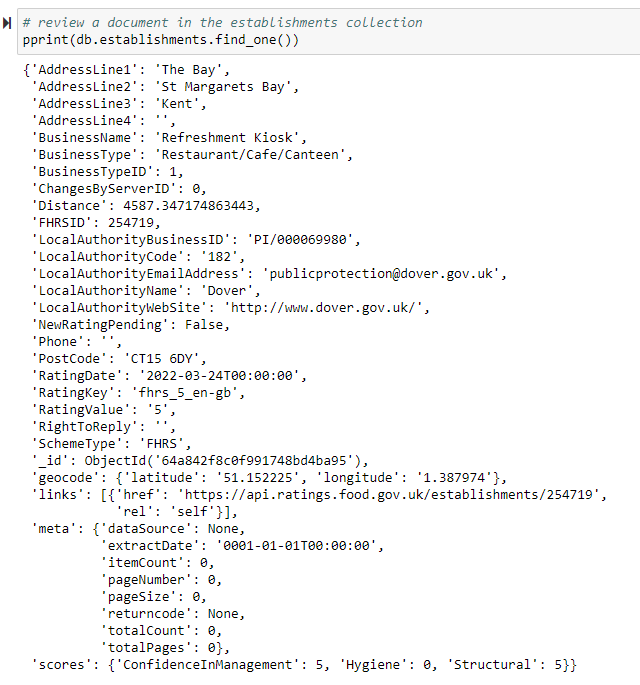 # review a document in the establishments collection
pprint(db.establishments.find_one())
{'AddressLine1': 'The Bay',
 'AddressLine2': 'St Margarets Bay',
 'AddressLine3': 'Kent',
 'AddressLine4': '',
 'BusinessName': 'Refreshment Kiosk',
 'BusinessType': 'Restaurant/Cafe/Canteen',
 'BusinessTypeID': 1,
 'ChangesByServerID': 0,
 'Distance': 4587.347174863443,
 'FHRSID': 254719,
 'LocalAuthorityBusinessID': 'PI/000069980',
 'LocalAuthorityCode': '182',
 'LocalAuthorityEmailAddress': 'publicprotection@dover.gov.uk',
 'LocalAuthorityName': 'Dover',
 'LocalAuthorityWebSite': 'http://www.dover.gov.uk/',
 'NewRatingPending': False,
 'Phone': '',
 'PostCode': 'CT15 6DY',
 'RatingDate': '2022-03-24T00:00:00',
 'RatingKey': 'fhrs_5_en-gb',
 'RatingValue': '5',
 'RightToReply': '',
 'SchemeType': 'FHRS',
 '_id': ObjectId('64a842f8c0f991748bd4ba95'),
 'geocode': {'latitude': '51.152225', 'longitude': '1.387974'},
 'links': [{'href': 'https://api.ratings.food.gov.uk/establishments/254719',
            'rel': 'self'}],
 'meta': {'dataSource': None,
          'extractDate': '0001-01-01T00:00:00',
          'itemCount': 0,
          'pageNumber': 0,
          'pageSize': 0,
          'returncode': None,
          'totalCount': 0,
          'totalPages': 0},
 'scores': {'ConfidenceInManagement': 5, 'Hygiene': 0, 'Structural': 5}}